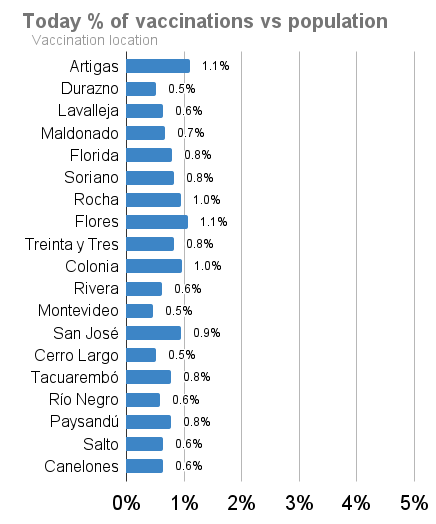 Today % of vaccinations vs population
Vaccination location
Artigas 1.1%
Durazno 0.5%
Lavalleja 0.6%
Maldonado 0.7%
Florida 0.8%
Soriano 0.8%
Rocha 1.0%
Flores 1.1%
Treinta y Tres 0.8%
Colonia 1.0%
Rivera 0.6%
Montevideo 0.5%
San José 0.9%
Cerro Largo 0.5%
Tacuarembó 0.8%
Río Negro 0.6%
Paysandú 0.8%
Salto 0.6%
Canelones 0.6%
0% 1% 2% 3% 4% 5%